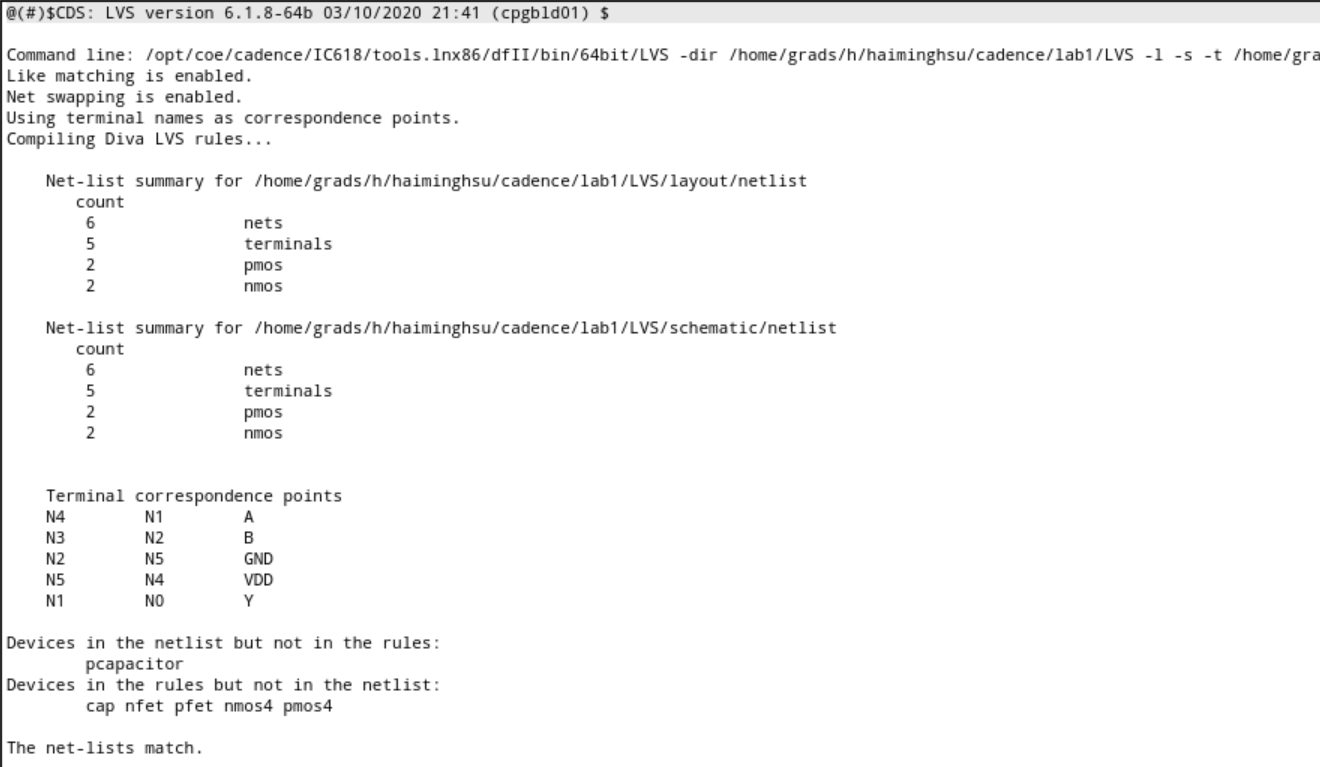 @(#)$CDS: LVS version 6.1.8-64b 03/10/2020 21:41 (cpgbld01) $
Command line: /opt/coe/cadence/IC618/tools.lnx86/dfII/bin/64bit/LVS -dir /home/grads/h/haiminghsu/cadence/lab1/LVS -l -s -t /home/gra
Like matching is enabled.
Net swapping is enabled.
Using terminal names as correspondence points.
Compiling Diva LVS rules...
Net-list summary for /home/grads/h/haiminghsu/cadence/lab1/LVS/layout/netlist
count
6 nets
5 terminals
2 pmos
2 nmos
Net-list summary for /home/grads/h/haiminghsu/cadence/lab1/LVS/schematic/netlist
count
6 nets
5 terminals
2 pmos
2 nmos
Terminal correspondence points
N4 N1 A
N3 N2 B
N2 N5 GND
N5 N4 VDD
N1 N0 Y
Devices in the netlist but not in the rules:
pcapacitor
Devices in the rules but not in the netlist:
cap nfet pfet nmos4 pmos4
The net-lists match.